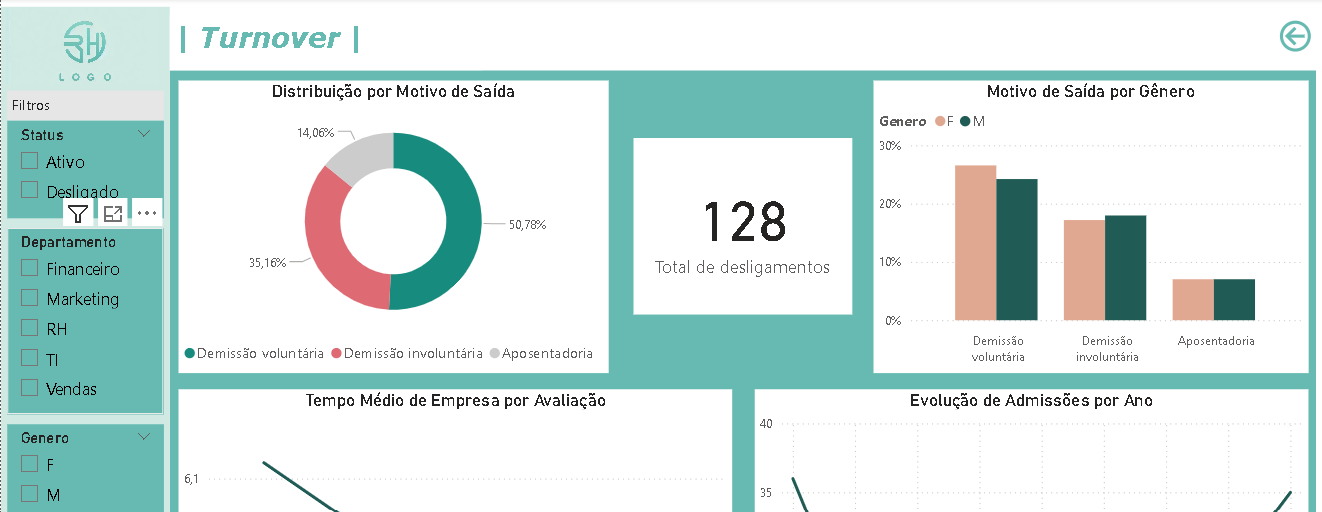 RH
LOGO
| Turnover |
Filtros
Status
Ativo
Desligado
Departamento
Financeiro
Marketing
RH
TI
Vendas
Genero
F
M
Distribuição por Motivo de Saída
14,06%
50,78%
35,16%
Demissão voluntária Demissão involuntária Aposentadoria
128
Total de desligamentos
Motivo de Saída por Gênero
Genero F M
30%
20%
10%
0%
Demissão
voluntária
Demissão
involuntária
Aposentadoria
Tempo Médio de Empresa por Avaliação
6,1
Evolução de Admissões por Ano
40
35